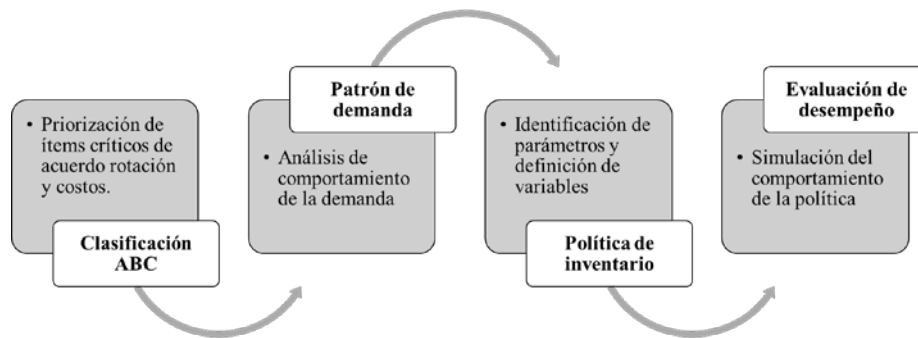 • Priorización de
ítems críticos de
acuerdo rotación
y costos.
Clasificación
ABC
Patrón de
demanda
• Análisis de
comportamiento
de la demanda
• Identificación de
parámetros y
definición de
variables
Política de
inventario
Evaluación de
desempeño
• Simulación del
comportamiento
de la política